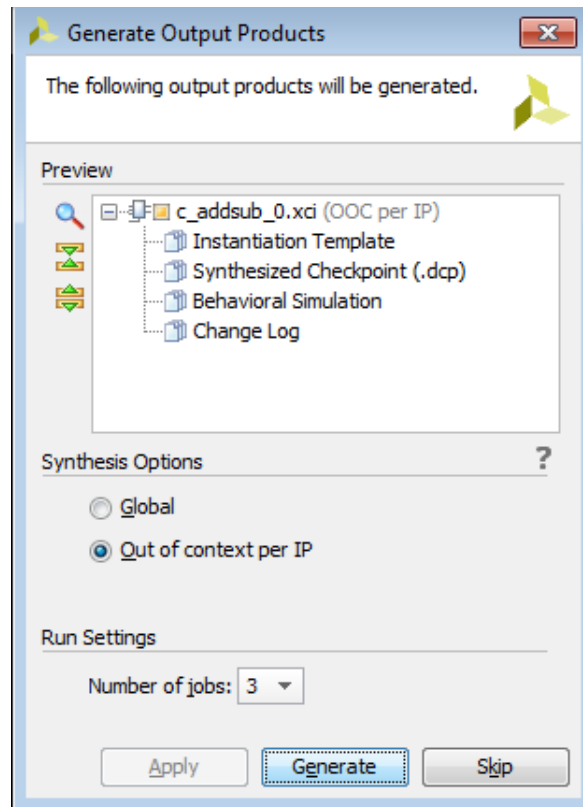 Generate Output Products
The following output products will be generated.
Preview
c_addsub_0.xci (OOC per IP)
Instantiation Template
Synthesized Checkpoint (.dcp)
Behavioral Simulation
Change Log
Synthesis Options ?
Global
Out of context per IP
Run Settings
Number of jobs: 3
Apply Generate Skip